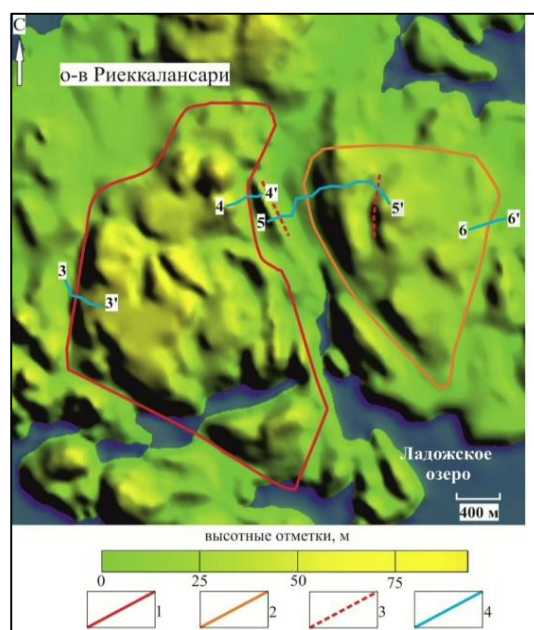 С
о-в Риеккалансари
4 4'
5 5'
6 6'
3
3'
Ладожское
озеро
400 м
высотные отметки, м
0 25 50 75
1 2 3 4